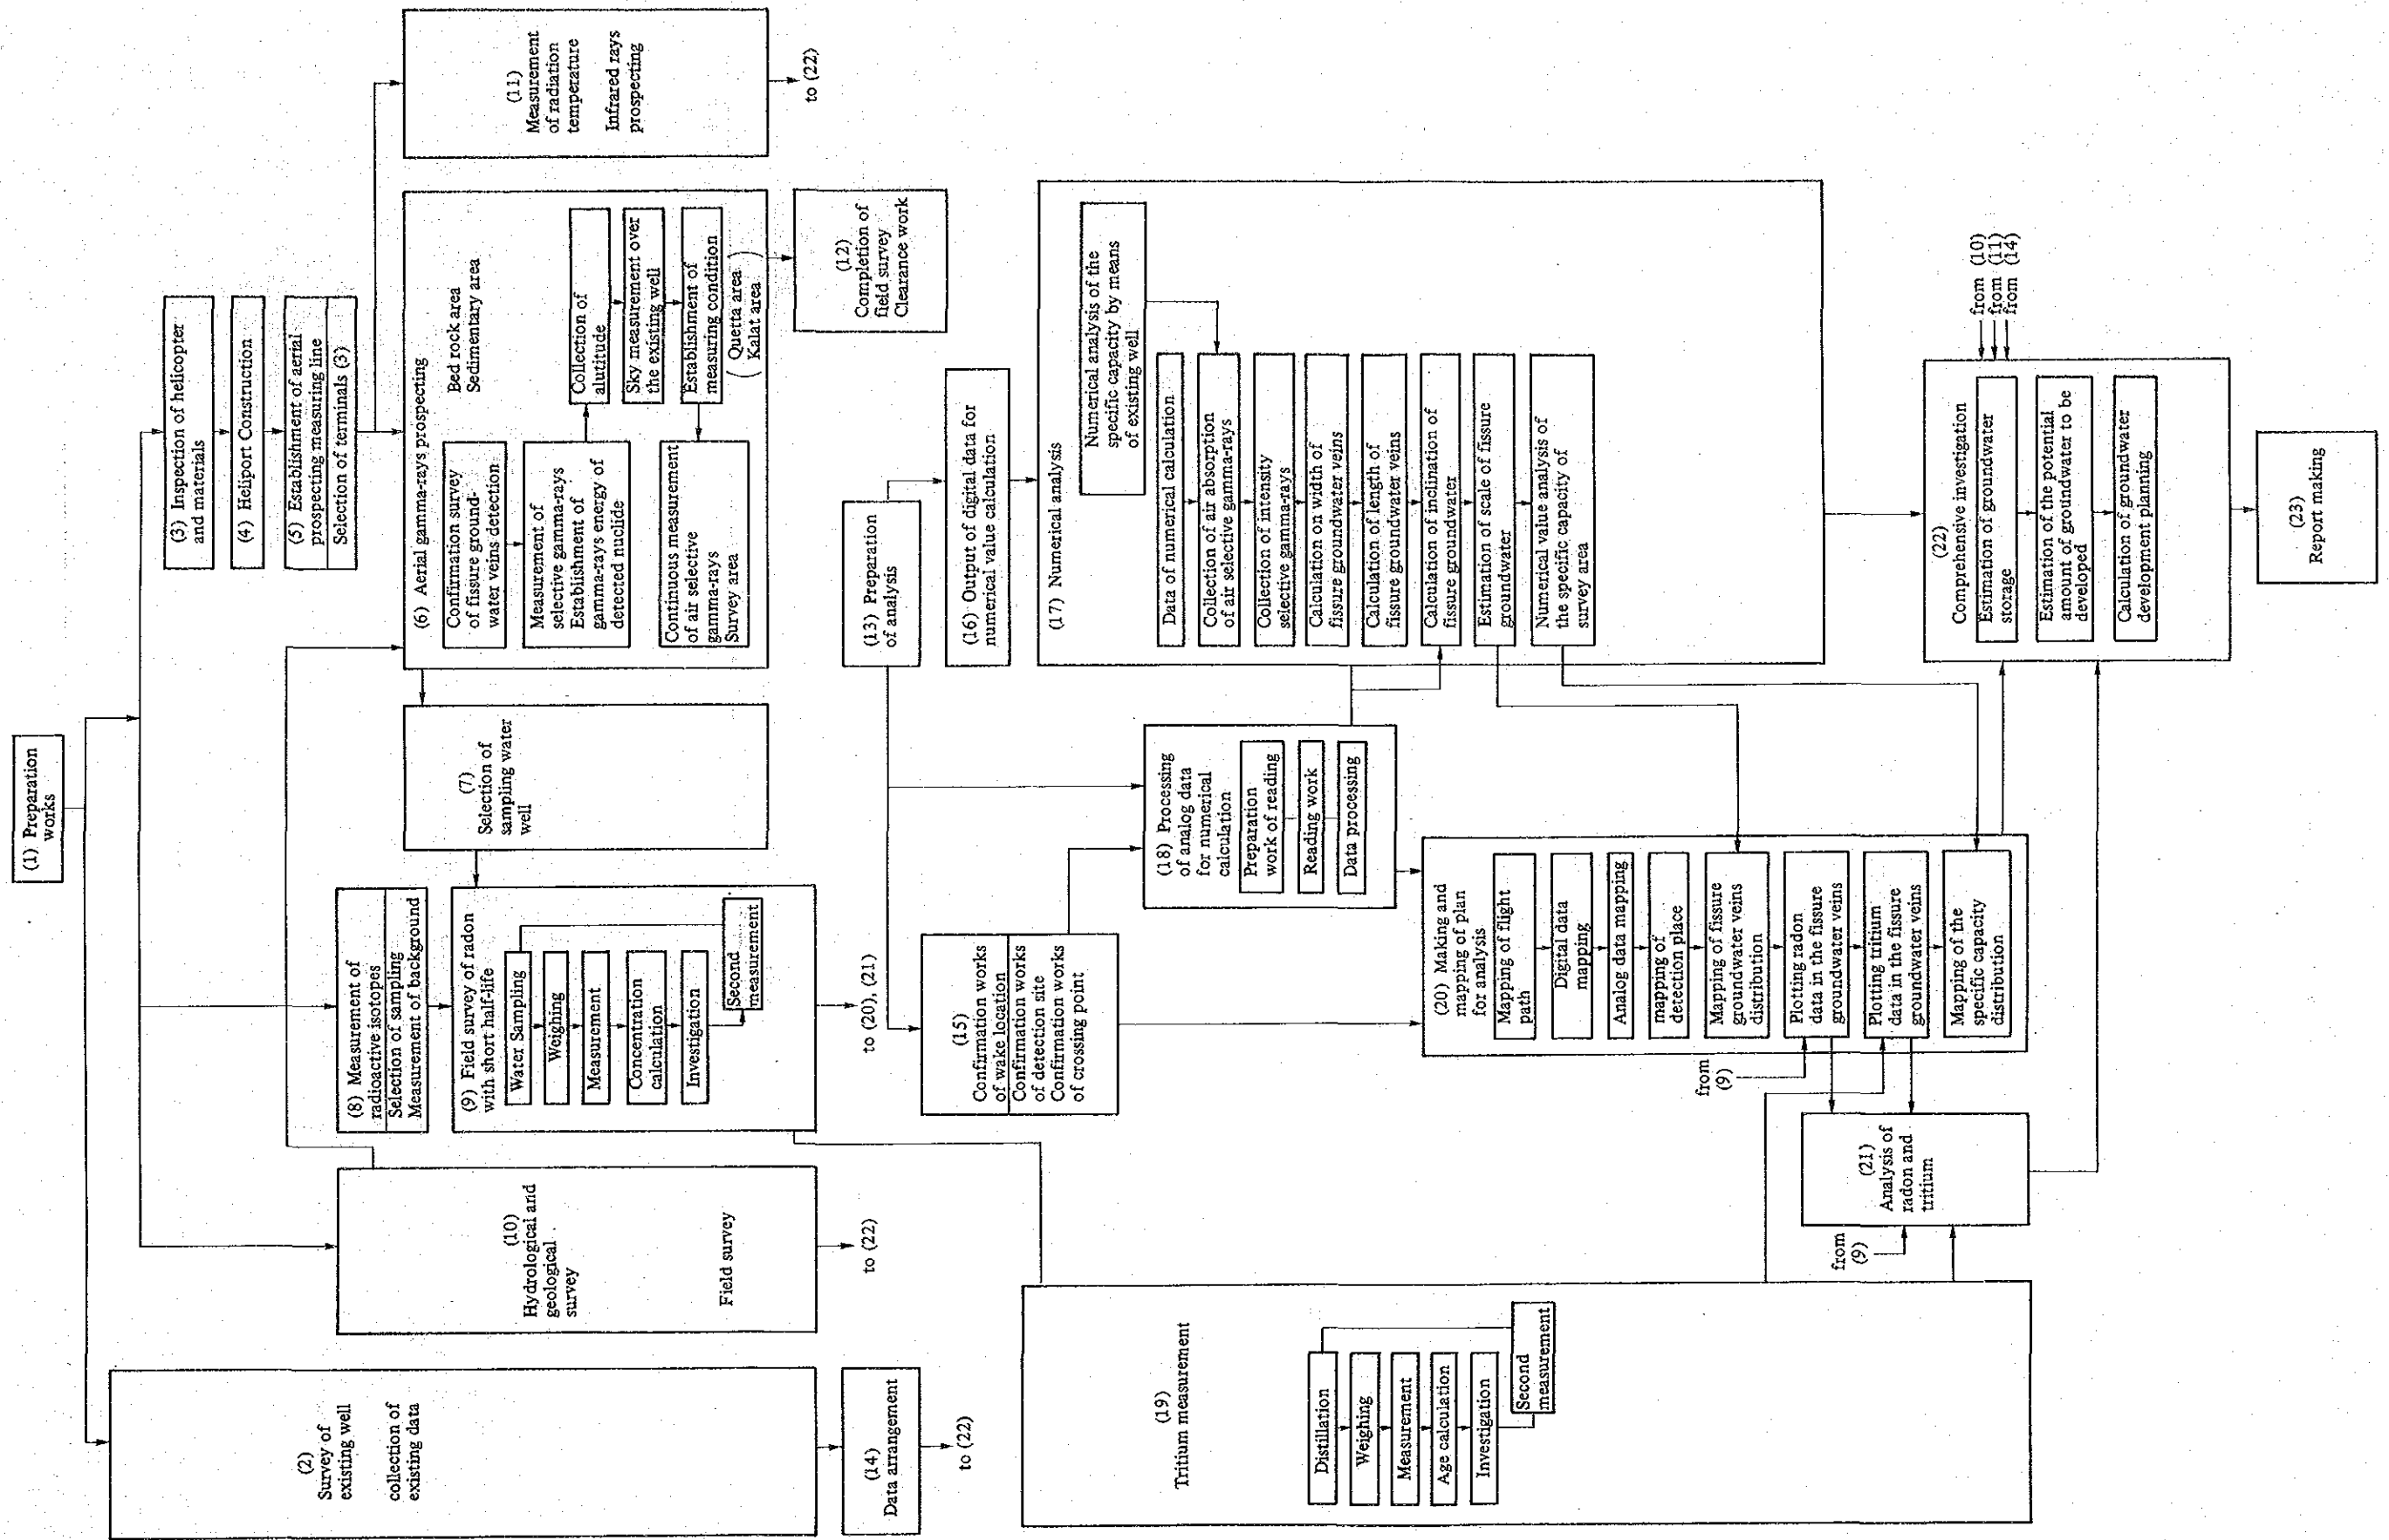 (1) Preparation
works
(2)
Survey of
existing well
collection of
existing data
(14)
Data arrangement
to (22)
(10)
Hydrological and
geological
survey
Field survey
to (22)
(8) Measurement of
radioactive isotopes
Selection of sampling
Measurement of background
(9) Field survey of radon
with short half-life
Water Sampling
Weighing
Measurement
Concentration
calculation
Investigation
Second
measurement
to (20), (21)
(7)
Selection of
sampling water
well
(3) Inspection of helicopter
and materials
(4) Heliport Construction
(5) Establishment of aerial
prospecting measuring line
Selection of terminals (3)
(6) Aerial gamma-rays prospecting
Bed rock area
Sedimentary area
Confirmation survey
of fissure ground-
water veins detection
Measurement of
selective gamma-rays
Establishment of
gamma-rays energy of
detected nuclide
Collection of
alutitude
Sky measurement over
the existing well
Establishment of
measuring condition
Continuous measurement
of air selective
gamma-rays
Survey area
(Quetta area)
(Kalat area)
(11)
Measurement
of radiation
temperature
Infrared rays
prospecting
to (22)
(12)
Completion of
field survey
Clearance work
(13) Preparation
of analysis
(15)
Confirmation works
of wake location
Confirmation works
of detection site
Confirmation works
of crossing point
(16) Output of digital data for
numerical value calculation
(17) Numerical analysis
Numerical analysis of the
specific capacity by means
of existing well
Data of numerical calculation
Collection of air absorption
of air selective gamma-rays
Collection of intensity
selective gamma-rays
Calculation on width of
fissure groundwater veins
Calculation of length of
fissure groundwater veins
Calculation of inclination of
fissure groundwater
Estimation of scale of fissure
groundwater
Numerical value analysis of
the specific capacity of
survey area
(18) Processing
of analog data
for numerical
calculation
Preparation
work of reading
Reading work
Data processing
(19)
Tritium measurement
Distillation
Weighing
Measurement
Age calculation
Investigation
Second
measurement
(20) Making and
mapping of plan
for analysis
Mapping of flight
path
Digital data
mapping
Analog data mapping
mapping of
detection place
Mapping of fissure
groundwater veins
distribution
Plotting radon
data in the fissure
groundwater veins
Plotting tritium
data in the fissure
groundwater veins
Mapping of the
specific capacity
distribution
from
(9)
(21)
Analysis of
radon and
tritium
from
(9)
(22)
Comprehensive investigation
Estimation of groundwater
storage
Estimation of the potential
amount of groundwater to be
developed
Calculation of groundwater
development planning
from (10)
from (11)
from (14)
(23)
Report making